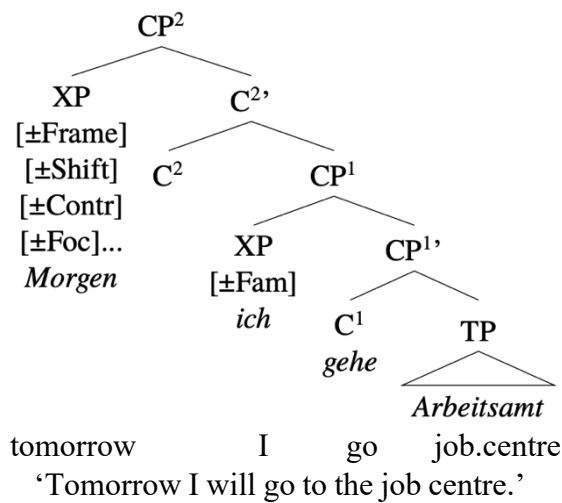 CP²
XP C²’
[±Frame]
[±Shift] C² CP¹
[±Contr]
[±Foc]... XP CP¹’
Morgen [±Fam]
ich C¹ TP
gehe
Arbeitsamt
tomorrow I go job.centre
‘Tomorrow I will go to the job centre.’